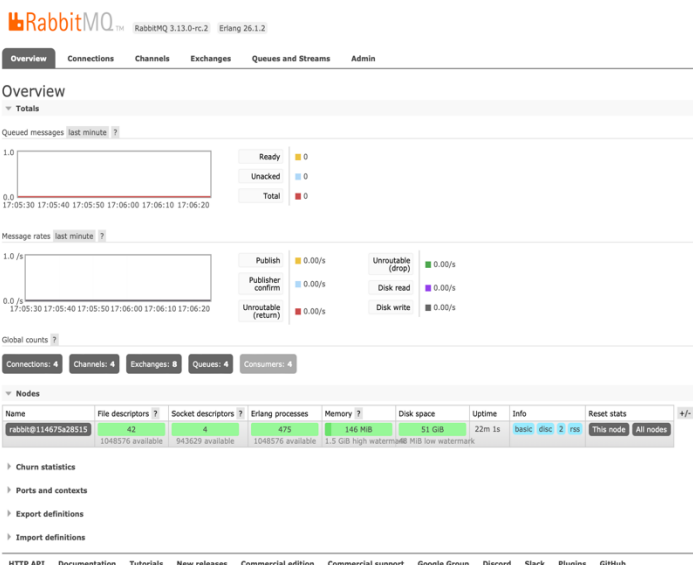 RabbitMQ TM RabbitMQ 3.13.0-rc.2 Erlang 26.1.2
Overview Connections Channels Exchanges Queues and Streams Admin
Overview
Totals
Queued messages last minute ?
1.0
0.0
17:05:30 17:05:40 17:05:50 17:06:00 17:06:10 17:06:20
Ready 0
Unacked 0
Total 0
Message rates last minute ?
1.0 /s
0.0 /s
17:05:30 17:05:40 17:05:50 17:06:00 17:06:10 17:06:20
Publish 0.00/s
Publisher confirm 0.00/s
Unroutable (return) 0.00/s
Unroutable (drop) 0.00/s
Disk read 0.00/s
Disk write 0.00/s
Global counts ?
Connections: 4 Channels: 4 Exchanges: 8 Queues: 4 Consumers: 4
Nodes
Name File descriptors ? Socket descriptors ? Erlang processes Memory ? Disk space Uptime Info Reset stats +/-
rabbit@114675a28515 42 4 475 146 MiB 51 GiB 22m 1s basic disc 2 rss This node All nodes
1048576 available 943629 available 1048576 available 1.5 GiB high watermark 48 MiB low watermark
Churn statistics
Ports and contexts
Export definitions
Import definitions
HTTP API Documentation Tutorials New releases Commercial edition Commercial support Google Group Discord Slack Plugins GitHub